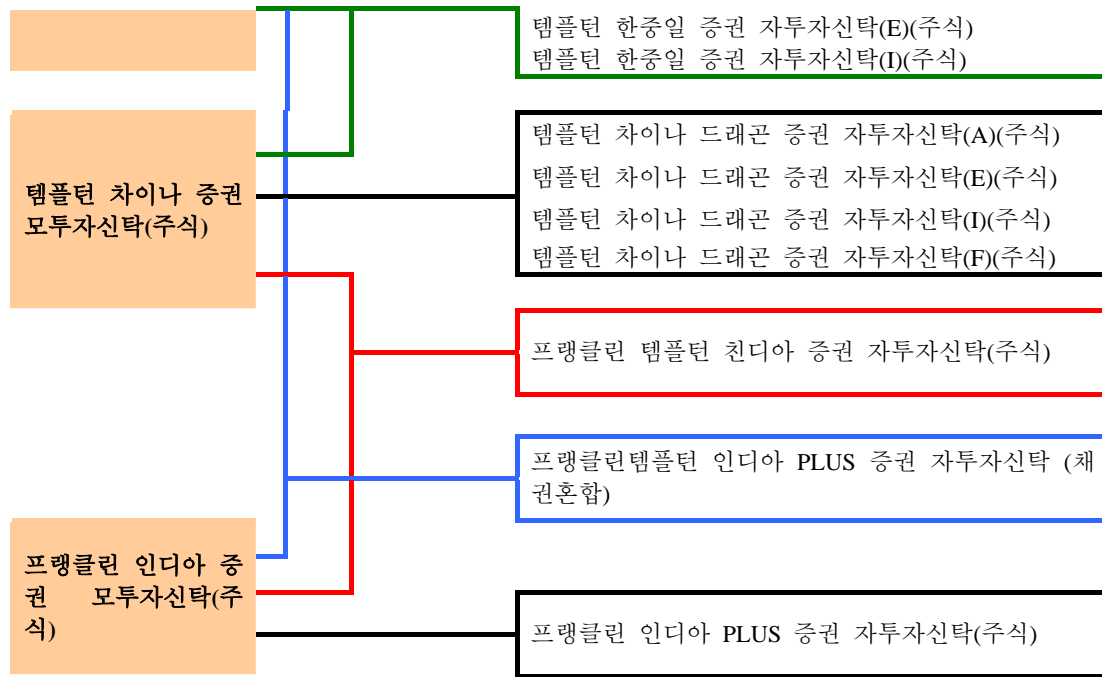 템플턴 한중일 증권 자투자신탁(E)(주식)
템플턴 한중일 증권 자투자신탁(I)(주식)
템플턴 차이나 증권
모투자신탁(주식)
템플턴 차이나 드래곤 증권 자투자신탁(A)(주식)
템플턴 차이나 드래곤 증권 자투자신탁(E)(주식)
템플턴 차이나 드래곤 증권 자투자신탁(I)(주식)
템플턴 차이나 드래곤 증권 자투자신탁(F)(주식)
프랭클린 템플턴 친디아 증권 자투자신탁(주식)
프랭클린템플턴 인디아 PLUS 증권 자투자신탁 (채
권혼합)
프랭클린 인디아 증
권 모투자신탁(주
식)
프랭클린 인디아 PLUS 증권 자투자신탁(주식)